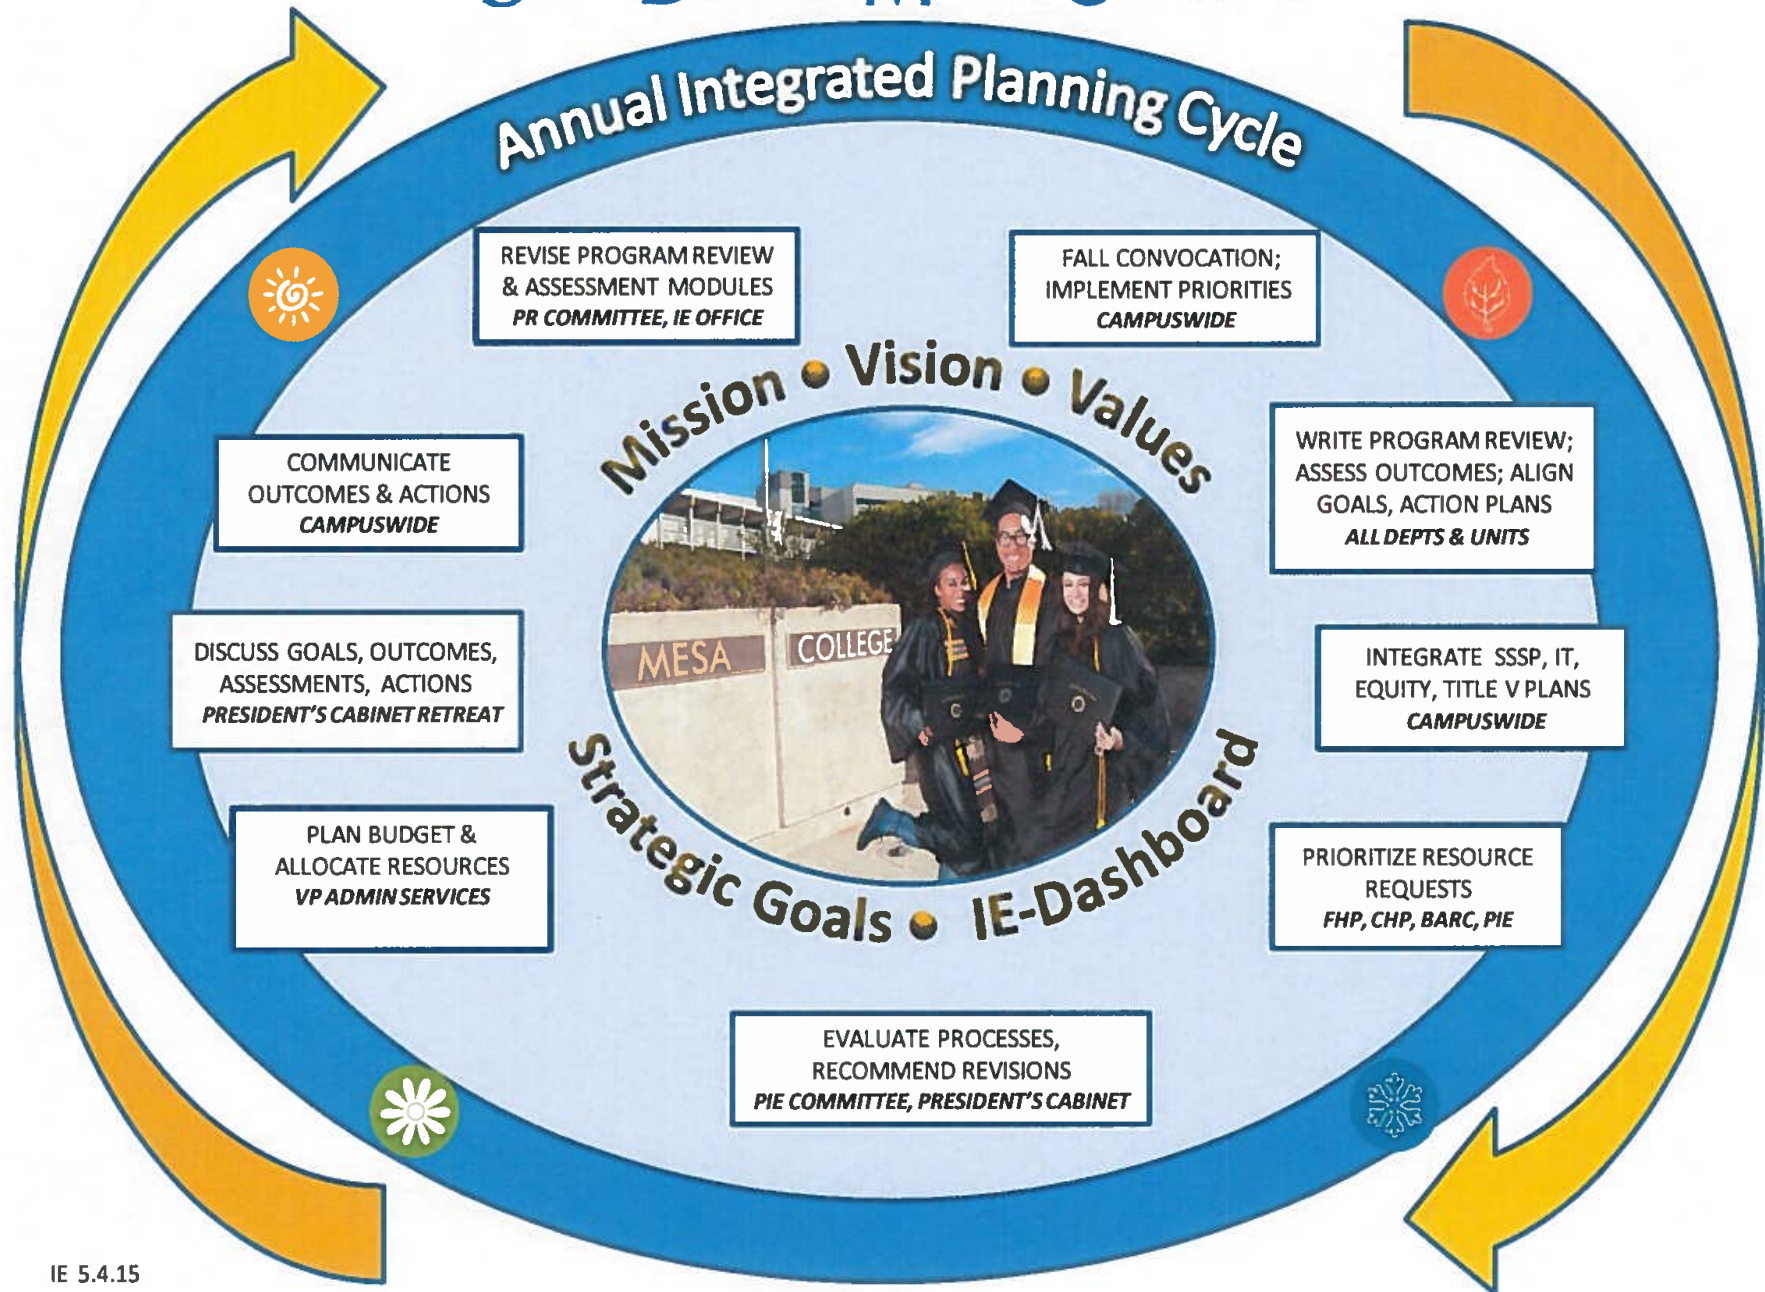 Annual Integrated Planning Cycle
REVISE PROGRAM REVIEW
& ASSESSMENT MODULES
PR COMMITTEE, IE OFFICE
FALL CONVOCATION;
IMPLEMENT PRIORITIES
CAMPUSWIDE
Mission • Vision • Values
COMMUNICATE
OUTCOMES & ACTIONS
CAMPUSWIDE
WRITE PROGRAM REVIEW;
ASSESS OUTCOMES; ALIGN
GOALS, ACTION PLANS
ALL DEPTS & UNITS
MESA COLLEGE
DISCUSS GOALS, OUTCOMES,
ASSESSMENTS, ACTIONS
PRESIDENT'S CABINET RETREAT
INTEGRATE SSSP, IT,
EQUITY, TITLE V PLANS
CAMPUSWIDE
Strategic Goals • IE-Dashboard
PLAN BUDGET &
ALLOCATE RESOURCES
VP ADMIN SERVICES
PRIORITIZE RESOURCE
REQUESTS
FHP, CHP, BARC, PIE
EVALUATE PROCESSES,
RECOMMEND REVISIONS
PIE COMMITTEE, PRESIDENT'S CABINET
IE 5.4.15